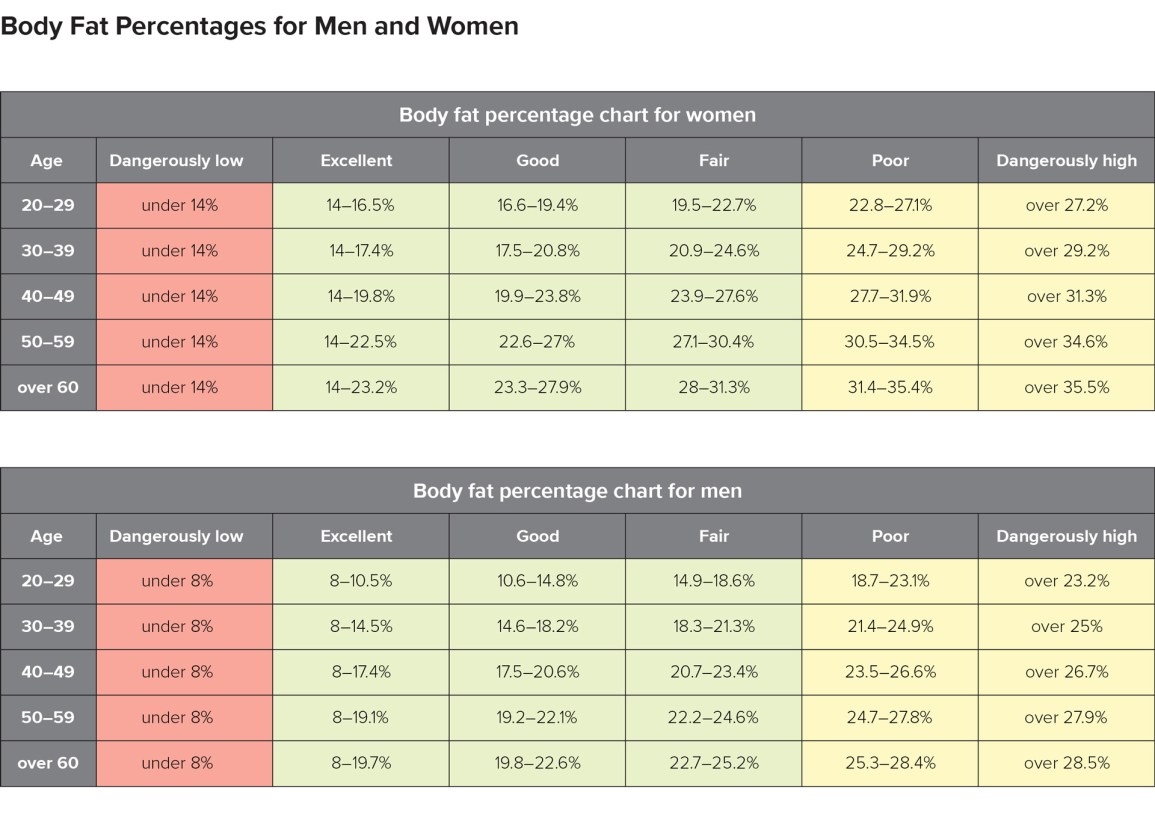 Body Fat Percentages for Men and Women
Body fat percentage chart for women
Age Dangerously low Excellent Good Fair Poor Dangerously high
20–29 under 14% 14–16.5% 16.6–19.4% 19.5–22.7% 22.8–27.1% over 27.2%
30–39 under 14% 14–17.4% 17.5–20.8% 20.9–24.6% 24.7–29.2% over 29.2%
40–49 under 14% 14–19.8% 19.9–23.8% 23.9–27.6% 27.7–31.9% over 31.3%
50–59 under 14% 14–22.5% 22.6–27% 27.1–30.4% 30.5–34.5% over 34.6%
over 60 under 14% 14–23.2% 23.3–27.9% 28–31.3% 31.4–35.4% over 35.5%
Body fat percentage chart for men
Age Dangerously low Excellent Good Fair Poor Dangerously high
20–29 under 8% 8–10.5% 10.6–14.8% 14.9–18.6% 18.7–23.1% over 23.2%
30–39 under 8% 8–14.5% 14.6–18.2% 18.3–21.3% 21.4–24.9% over 25%
40–49 under 8% 8–17.4% 17.5–20.6% 20.7–23.4% 23.5–26.6% over 26.7%
50–59 under 8% 8–19.1% 19.2–22.1% 22.2–24.6% 24.7–27.8% over 27.9%
over 60 under 8% 8–19.7% 19.8–22.6% 22.7–25.2% 25.3–28.4% over 28.5%